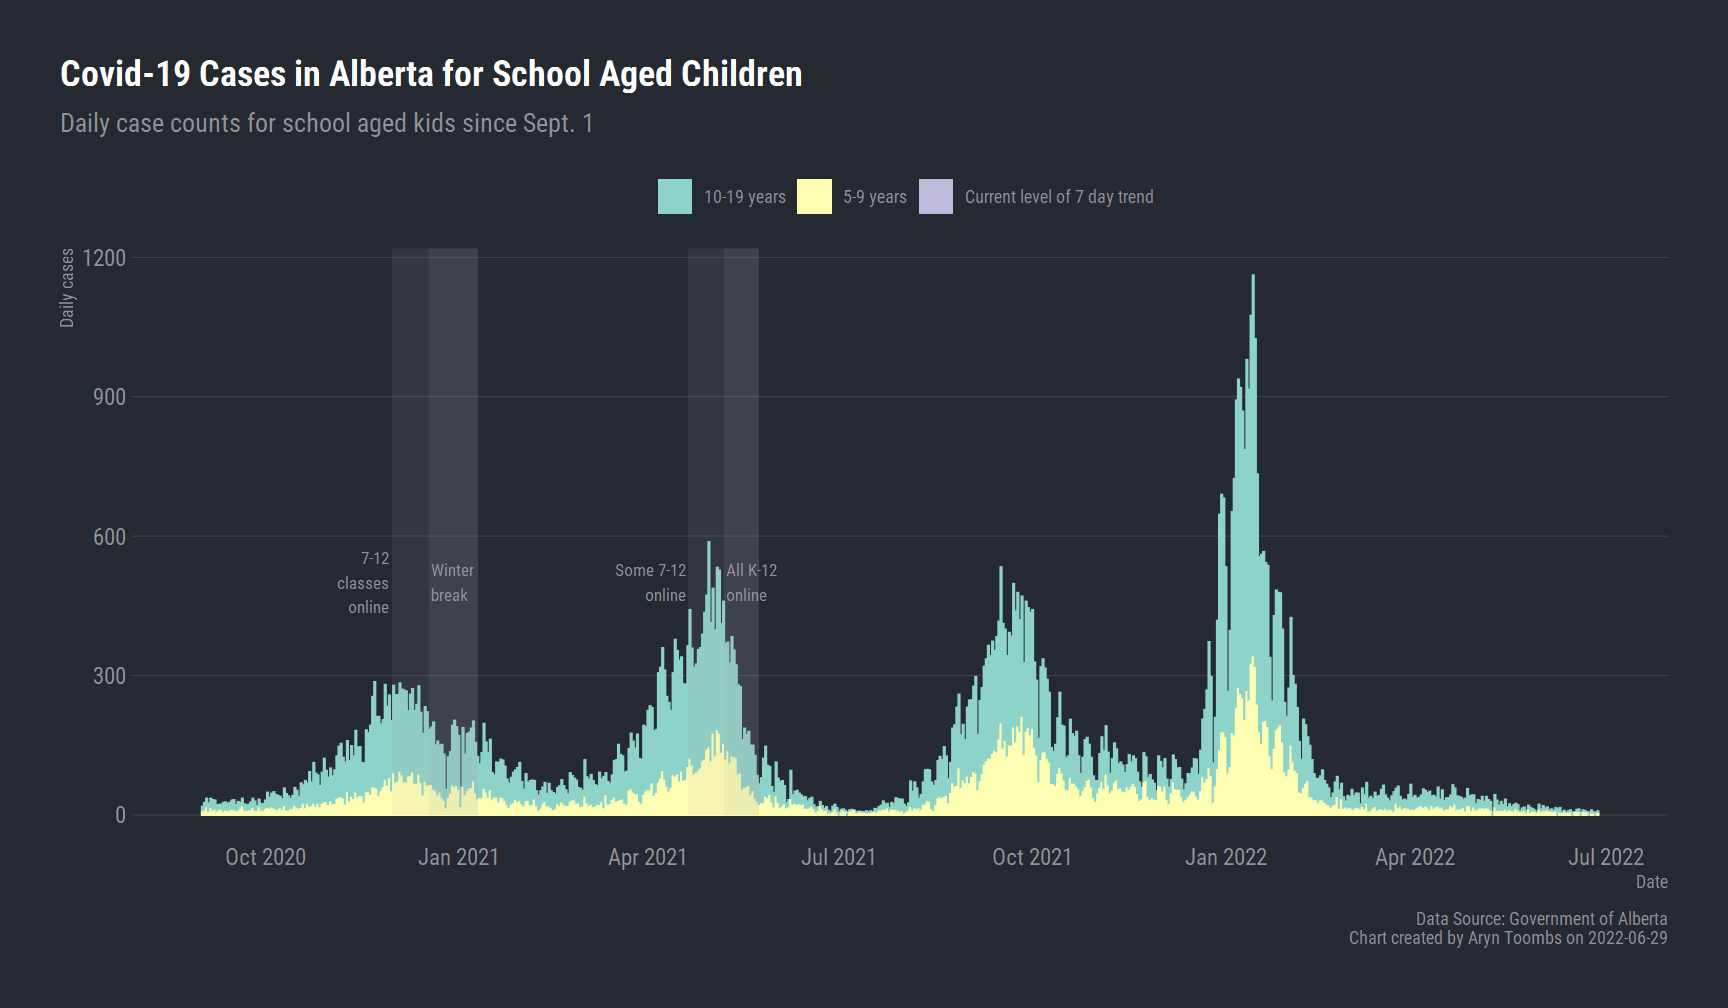 Covid-19 Cases in Alberta for School Aged Children
Daily case counts for school aged kids since Sept. 1
10-19 years
5-9 years
Current level of 7 day trend
Daily cases
1200
900
600
300
0
7-12
classes
online
Winter
break
Some 7-12
online
All K-12
online
Oct 2020
Jan 2021
Apr 2021
Jul 2021
Oct 2021
Jan 2022
Apr 2022
Jul 2022
Date
Data Source: Government of Alberta
Chart created by Aryn Toombs on 2022-06-29